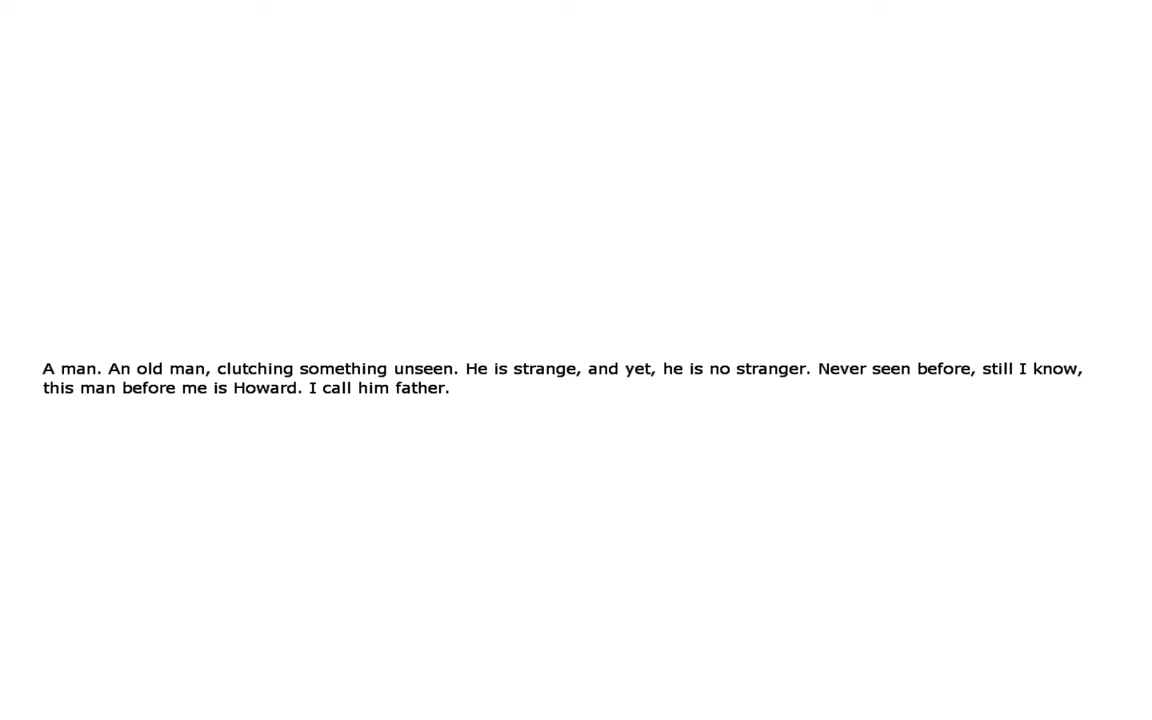 A man. An old man, clutching something unseen. He is strange, and yet, he is no stranger. Never seen before, still I know,
this man before me is Howard. I call him father.